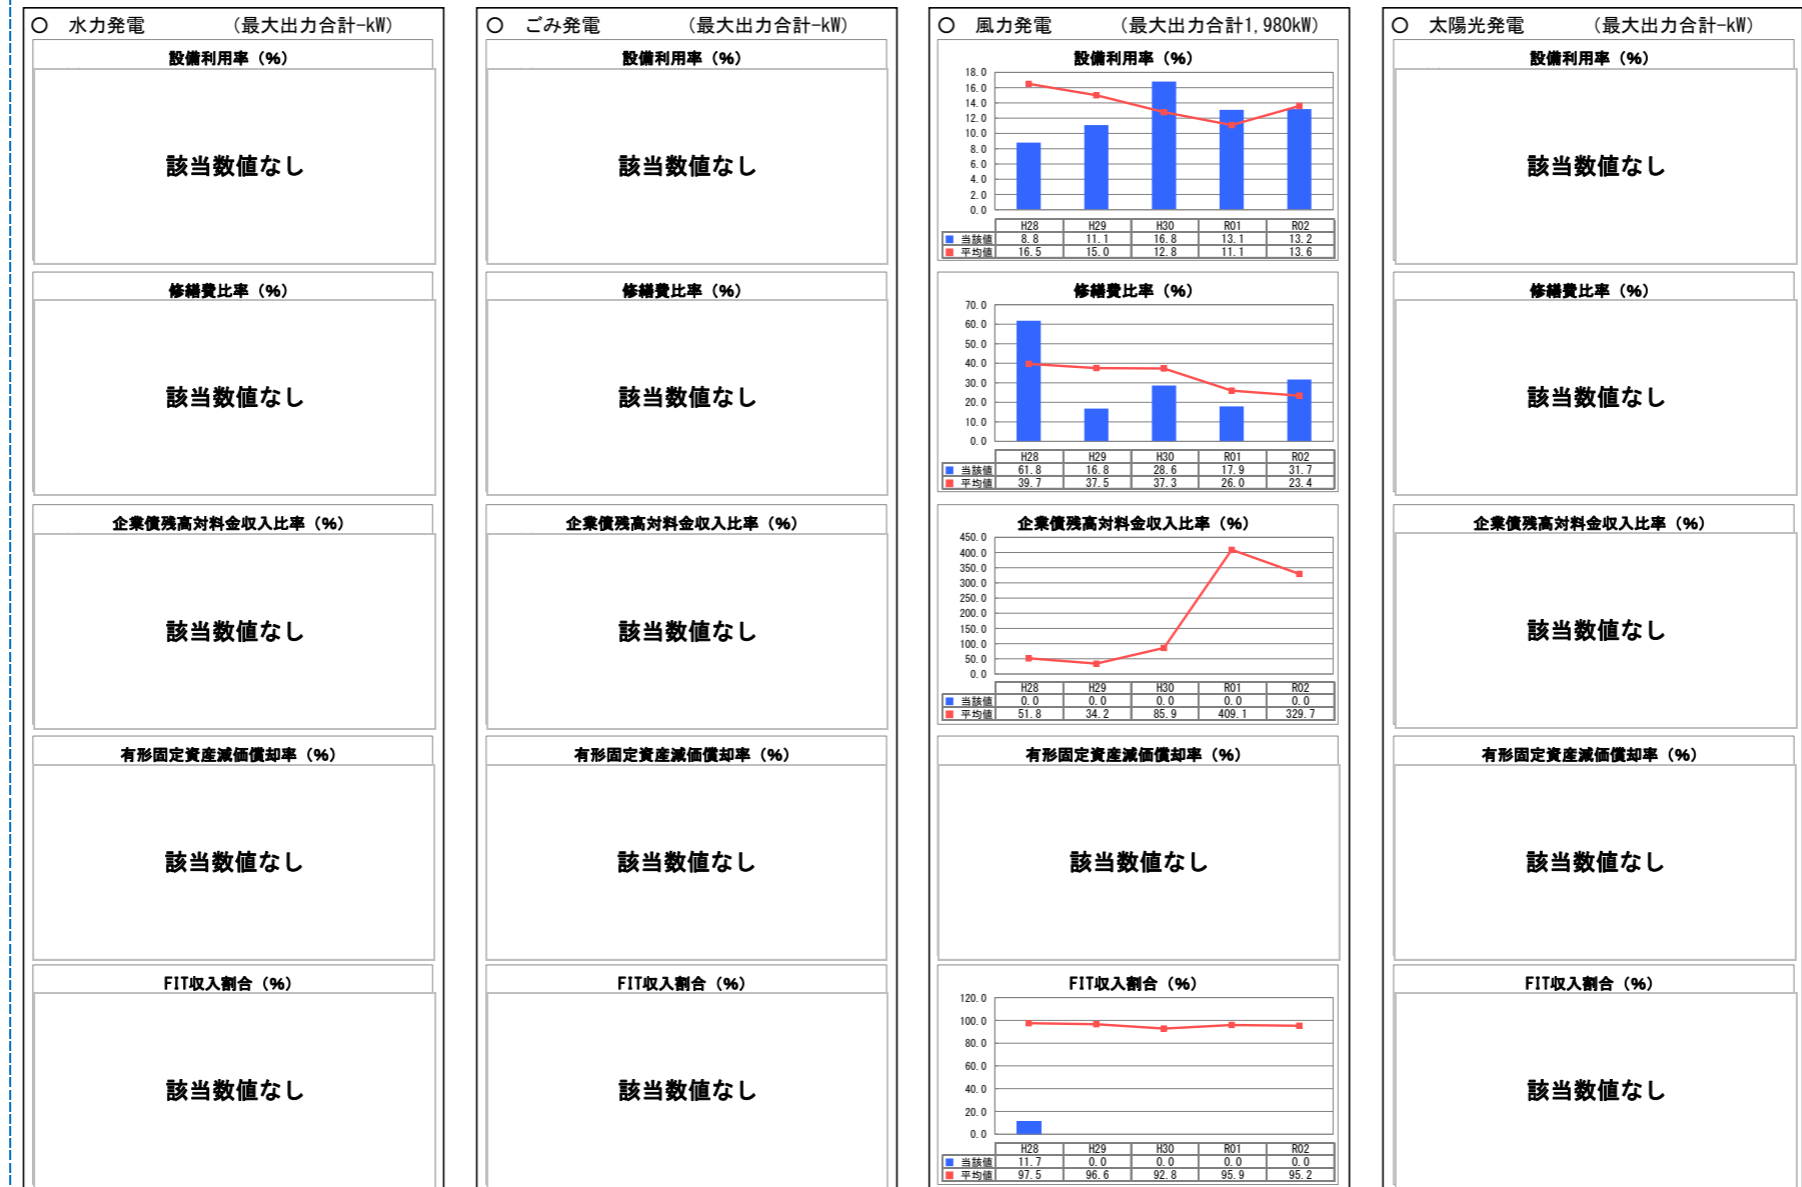 ○ 水力発電 （最大出力合計-kW）
設備利用率（%）
該当数値なし
修繕費比率（%）
該当数値なし
企業債残高対料金収入比率（%）
該当数値なし
有形固定資産減価償却率（%）
該当数値なし
FIT収入割合（%）
該当数値なし
○ ごみ発電 （最大出力合計-kW）
設備利用率（%）
該当数値なし
修繕費比率（%）
該当数値なし
企業債残高対料金収入比率（%）
該当数値なし
有形固定資産減価償却率（%）
該当数値なし
FIT収入割合（%）
該当数値なし
○ 風力発電 （最大出力合計1,980kW）
設備利用率（%）
18.0
16.0
14.0
12.0
10.0
8.0
6.0
4.0
2.0
0.0
H28 H29 H30 R01 R02
当該値 8.8 11.1 16.8 13.1 13.2
平均値 16.5 15.0 12.8 11.1 13.6
修繕費比率（%）
70.0
60.0
50.0
40.0
30.0
20.0
10.0
0.0
H28 H29 H30 R01 R02
当該値 61.8 16.8 28.6 17.9 31.7
平均値 39.7 37.5 37.3 26.0 23.4
企業債残高対料金収入比率（%）
450.0
400.0
350.0
300.0
250.0
200.0
150.0
100.0
50.0
0.0
H28 H29 H30 R01 R02
当該値 0.0 0.0 0.0 0.0 0.0
平均値 51.8 34.2 85.9 409.1 329.7
有形固定資産減価償却率（%）
該当数値なし
FIT収入割合（%）
120.0
100.0
80.0
60.0
40.0
20.0
0.0
H28 H29 H30 R01 R02
当該値 11.7 0.0 0.0 0.0 0.0
平均値 97.5 96.6 92.8 95.9 95.2
○ 太陽光発電 （最大出力合計-kW）
設備利用率（%）
該当数値なし
修繕費比率（%）
該当数値なし
企業債残高対料金収入比率（%）
該当数値なし
有形固定資産減価償却率（%）
該当数値なし
FIT収入割合（%）
該当数値なし